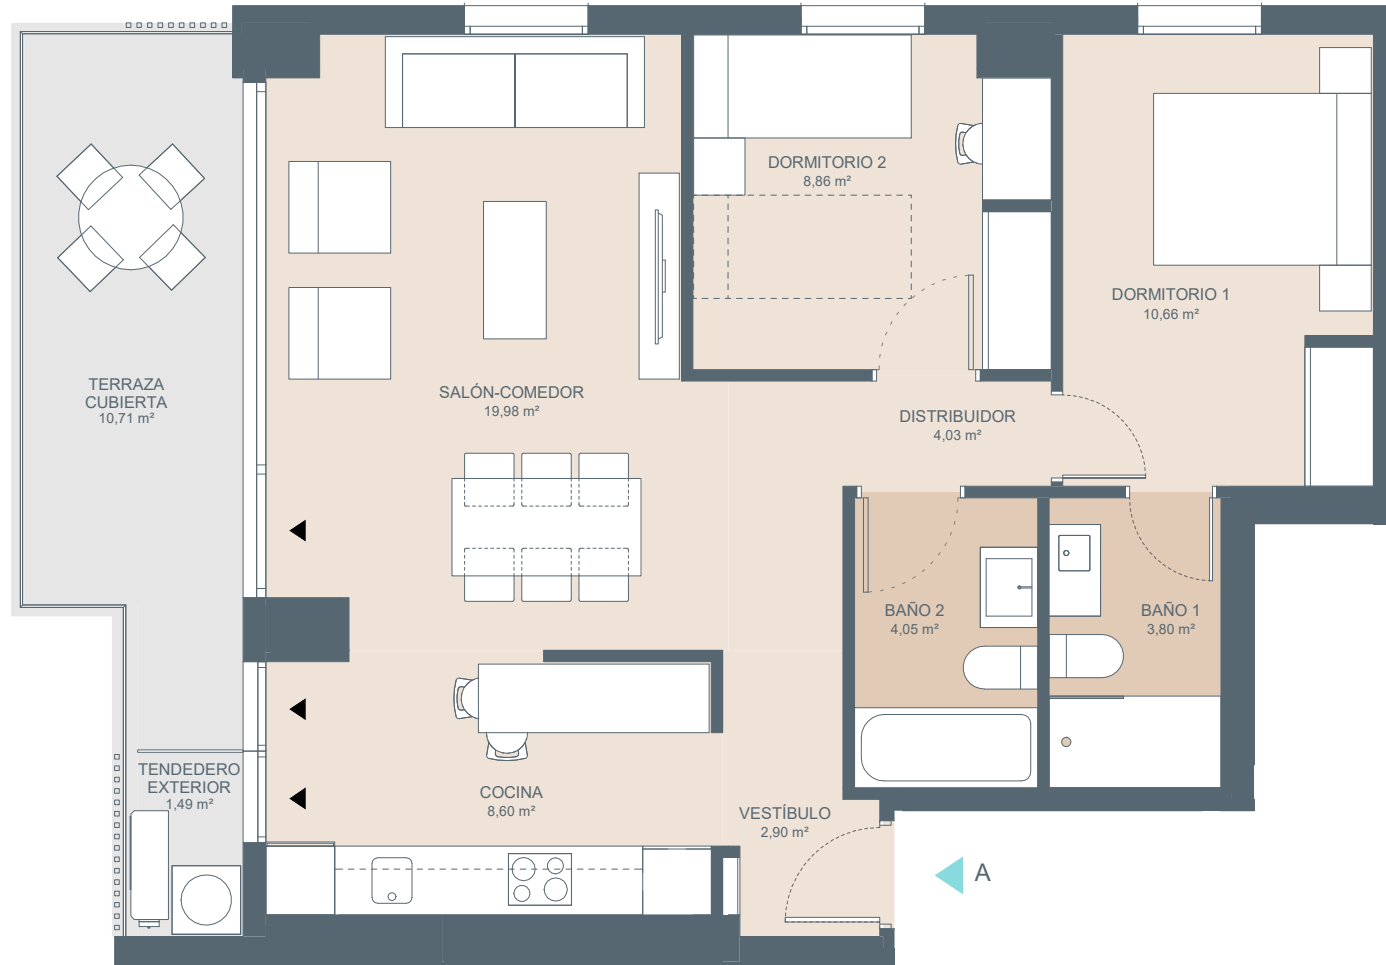 DORMITORIO 2
8,86 m²
DORMITORIO 1
10,66 m²
TERRAZA
CUBIERTA
10,71 m²
SALÓN-COMEDOR
19,98 m²
DISTRIBUIDOR
4,03 m²
BAÑO 2
4,05 m²
BAÑO 1
3,80 m²
TENDEDERO
EXTERIOR
1,49 m²
COCINA
8,60 m²
VESTÍBULO
2,90 m²
A